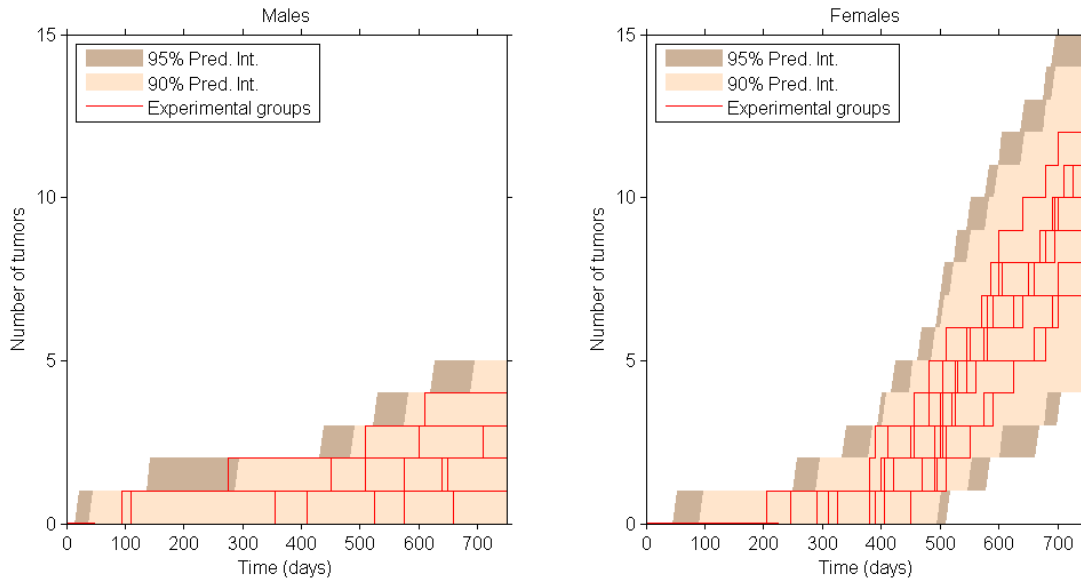 Males
15
95% Pred. Int.
90% Pred. Int.
Experimental groups
10
Number of tumors
5
0
0 100 200 300 400 500 600 700
Time (days)
Females
15
95% Pred. Int.
90% Pred. Int.
Experimental groups
10
Number of tumors
5
0
0 100 200 300 400 500 600 700
Time (days)